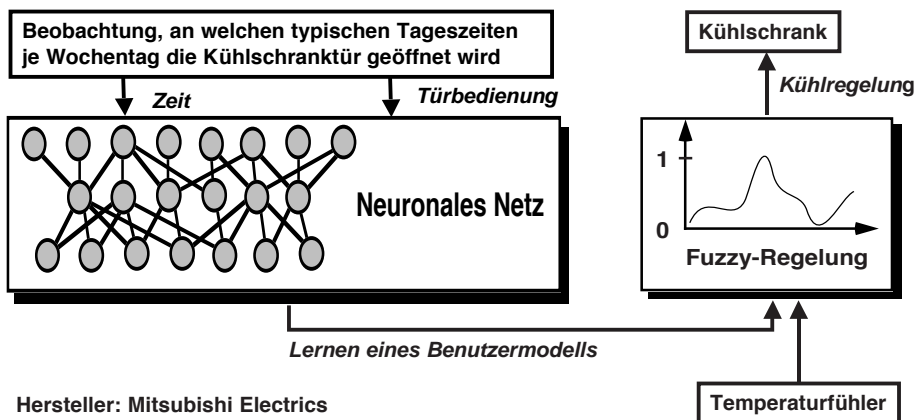 Beobachtung, an welchen typischen Tageszeiten
je Wochentag die Kühlschranktür geöffnet wird
Zeit
Türbedienung
Neuronales Netz
Kühlschrank
Kühlregelung
1
0
Fuzzy-Regelung
Lernen eines Benutzermodells
Temperaturfühler
Hersteller: Mitsubishi Electrics